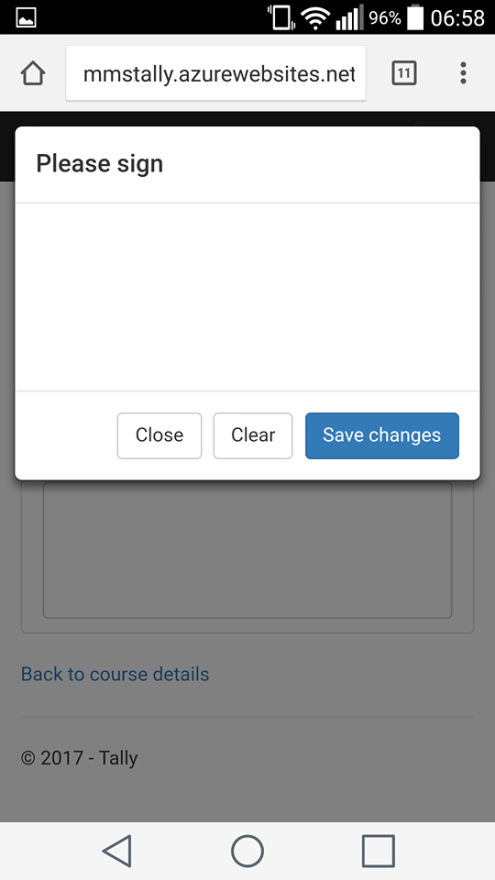 96% 06:58
mmstally.azurewebsites.net 11
Please sign
Close Clear Save changes
Back to course details
© 2017 - Tally